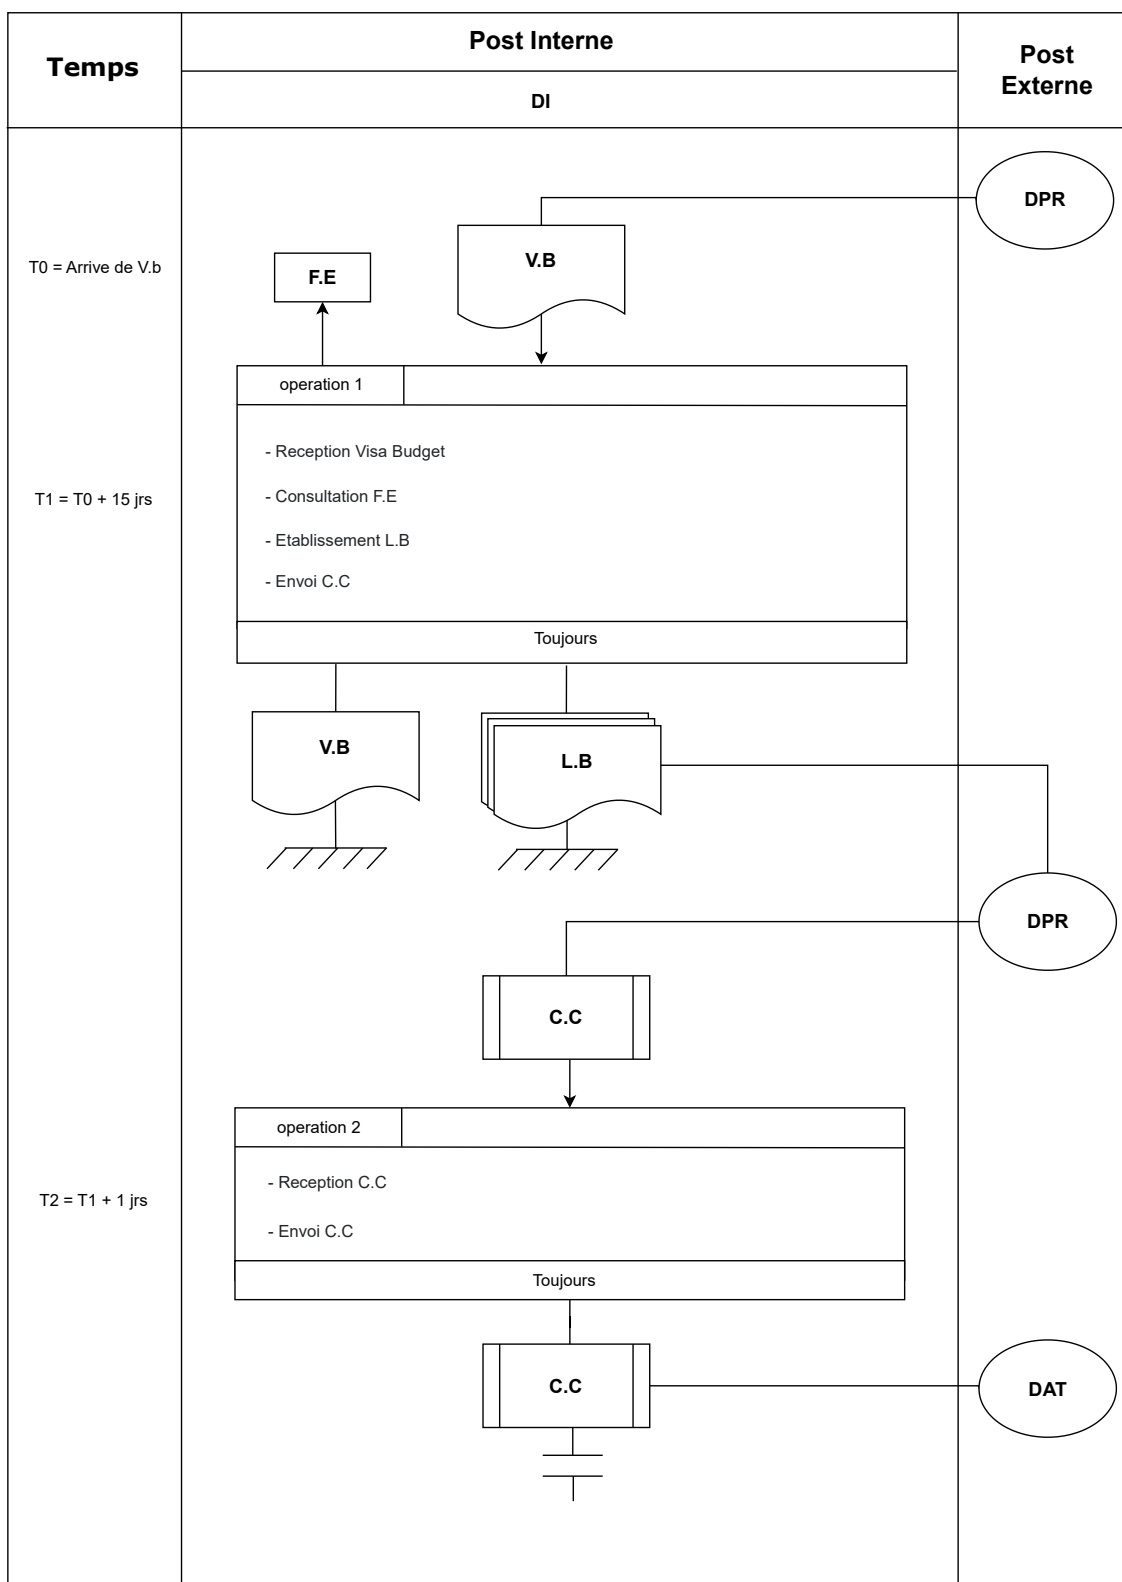 Temps
Post Interne
Post
Externe
DI
DPR
T0 = Arrive de V.b
F.E
V.B
operation 1
T1 = T0 + 15 jrs
- Reception Visa Budget
- Consultation F.E
- Etablissement L.B
- Envoi C.C
Toujours
V.B
L.B
DPR
C.C
operation 2
T2 = T1 + 1 jrs
- Reception C.C
- Envoi C.C
Toujours
C.C
DAT